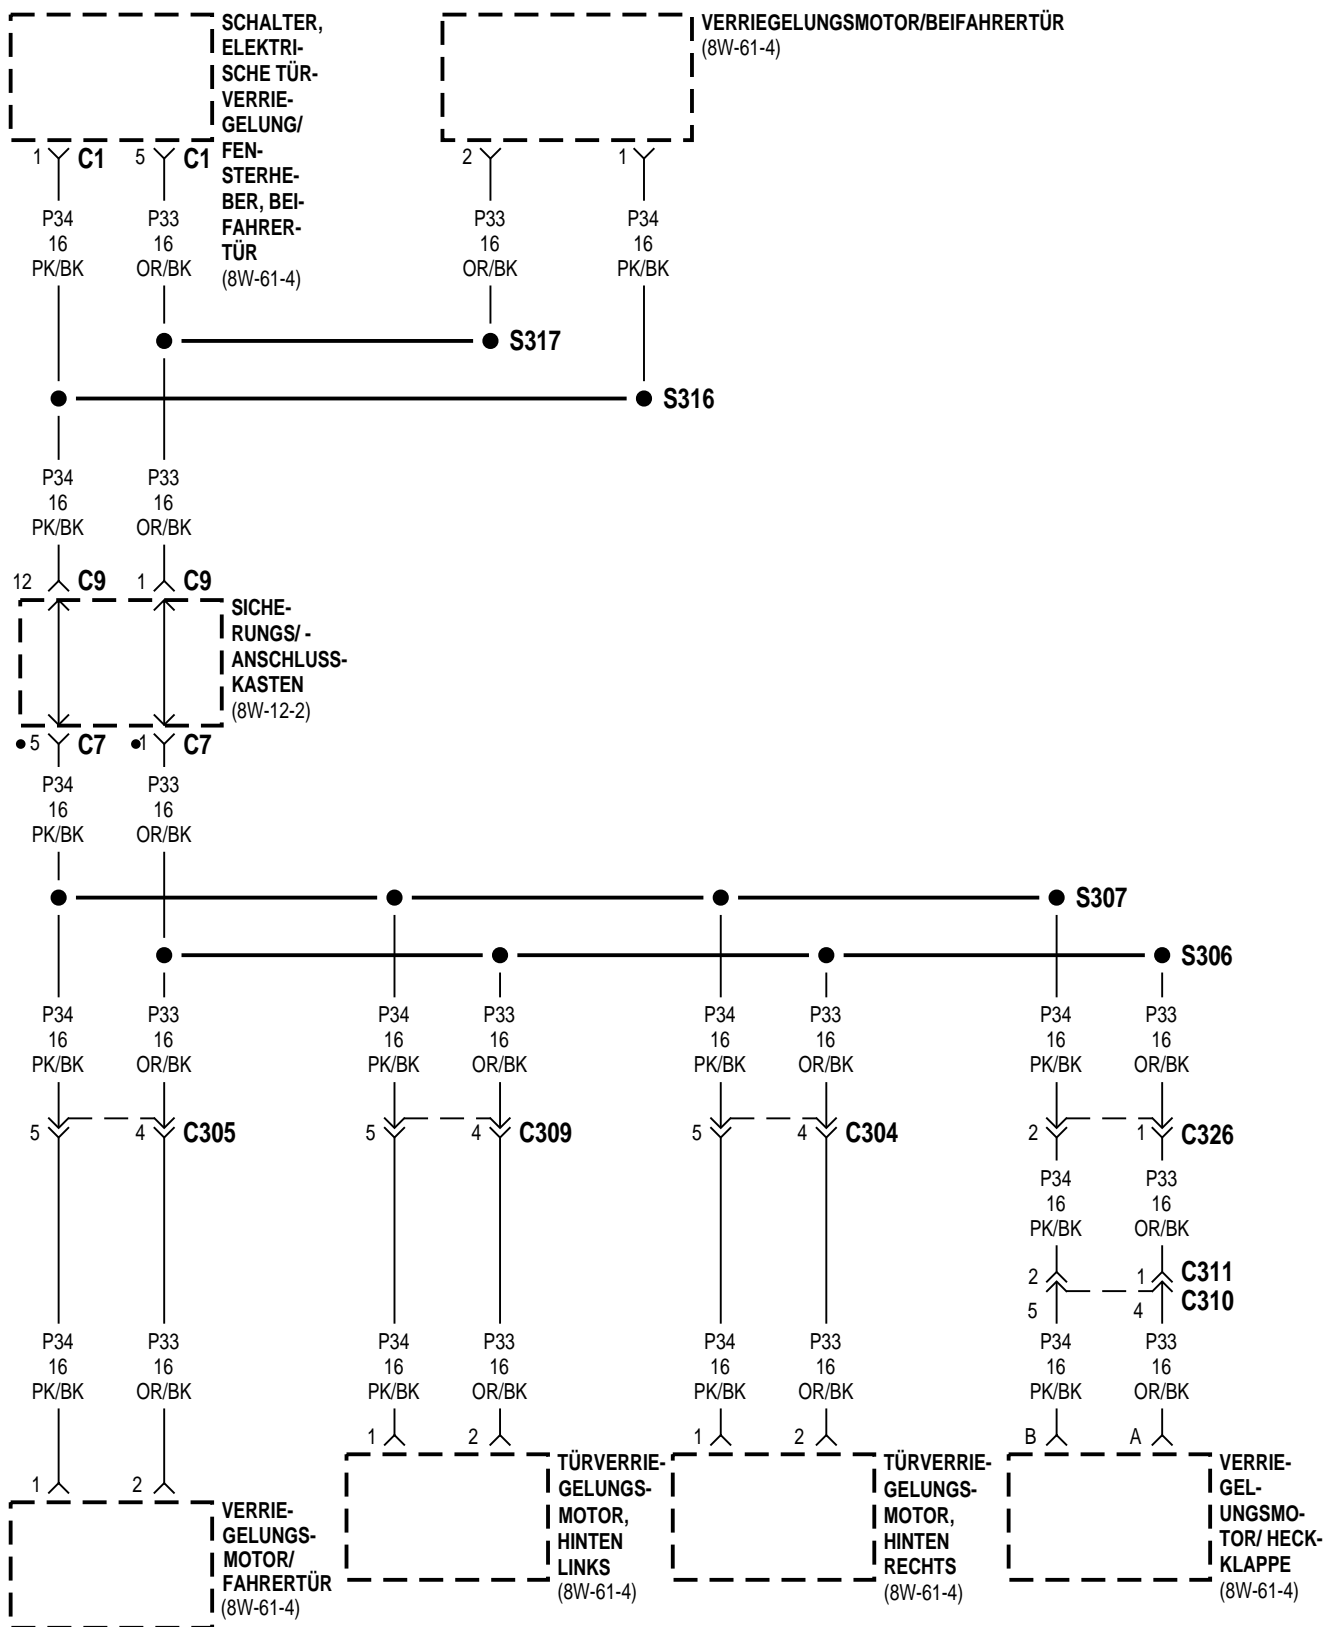 SCHALTER,
ELEKTRI-
SCHE TÜR-
VERRIE-
GELUNG/
FEN-
STERHE-
BER, BEI-
FAHRER-
TÜR
(8W-61-4)
VERRIEGELUNGSMOTOR/BEIFAHRERTÜR
(8W-61-4)
1 C1 5 C1 2 1
P34 P33 P33 P34
16 16 16 16
PK/BK OR/BK OR/BK PK/BK
S317
S316
P34 P33
16 16
PK/BK OR/BK
12 C9 1 C9
SICHE-
RUNGS/ -
ANSCHLUSS-
KASTEN
(8W-12-2)
• 5 C7 •1 C7
P34 P33
16 16
PK/BK OR/BK
S307
S306
P34 P33 P34 P33 P34 P33 P34 P33
16 16 16 16 16 16 16 16
PK/BK OR/BK PK/BK OR/BK PK/BK OR/BK PK/BK OR/BK
5 4 C305 5 4 C309 5 4 C304 2 1 C326
P34 P33
16 16
PK/BK OR/BK
2 1 C311
5 4 C310
P34 P33 P34 P33 P34 P33 P34 P33
16 16 16 16 16 16 16 16
PK/BK OR/BK PK/BK OR/BK PK/BK OR/BK PK/BK OR/BK
1 2 1 2 B A
1 2
VERRIE-
GELUNGS-
MOTOR/
FAHRERTÜR
(8W-61-4)
TÜRVERRIE-
GELUNGS-
MOTOR,
HINTEN
LINKS
(8W-61-4)
TÜRVERRIE-
GELUNGS-
MOTOR,
HINTEN
RECHTS
(8W-61-4)
VERRIE-
GEL-
UNGSMO-
TOR/ HECK-
KLAPPE
(8W-61-4)